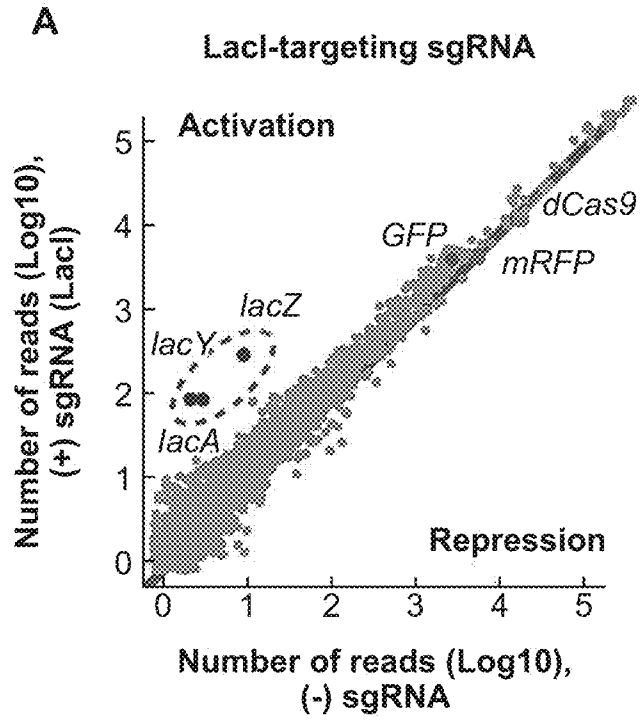 A
LacI-targeting sgRNA
Activation
Number of reads (Log10),
(+) sgRNA (LacI)
5
4
3
2
1
0
GFP
dCas9
mRFP
lacZ
lacY
lacA
Repression
0 1 2 3 4 5
Number of reads (Log10),
(-) sgRNA